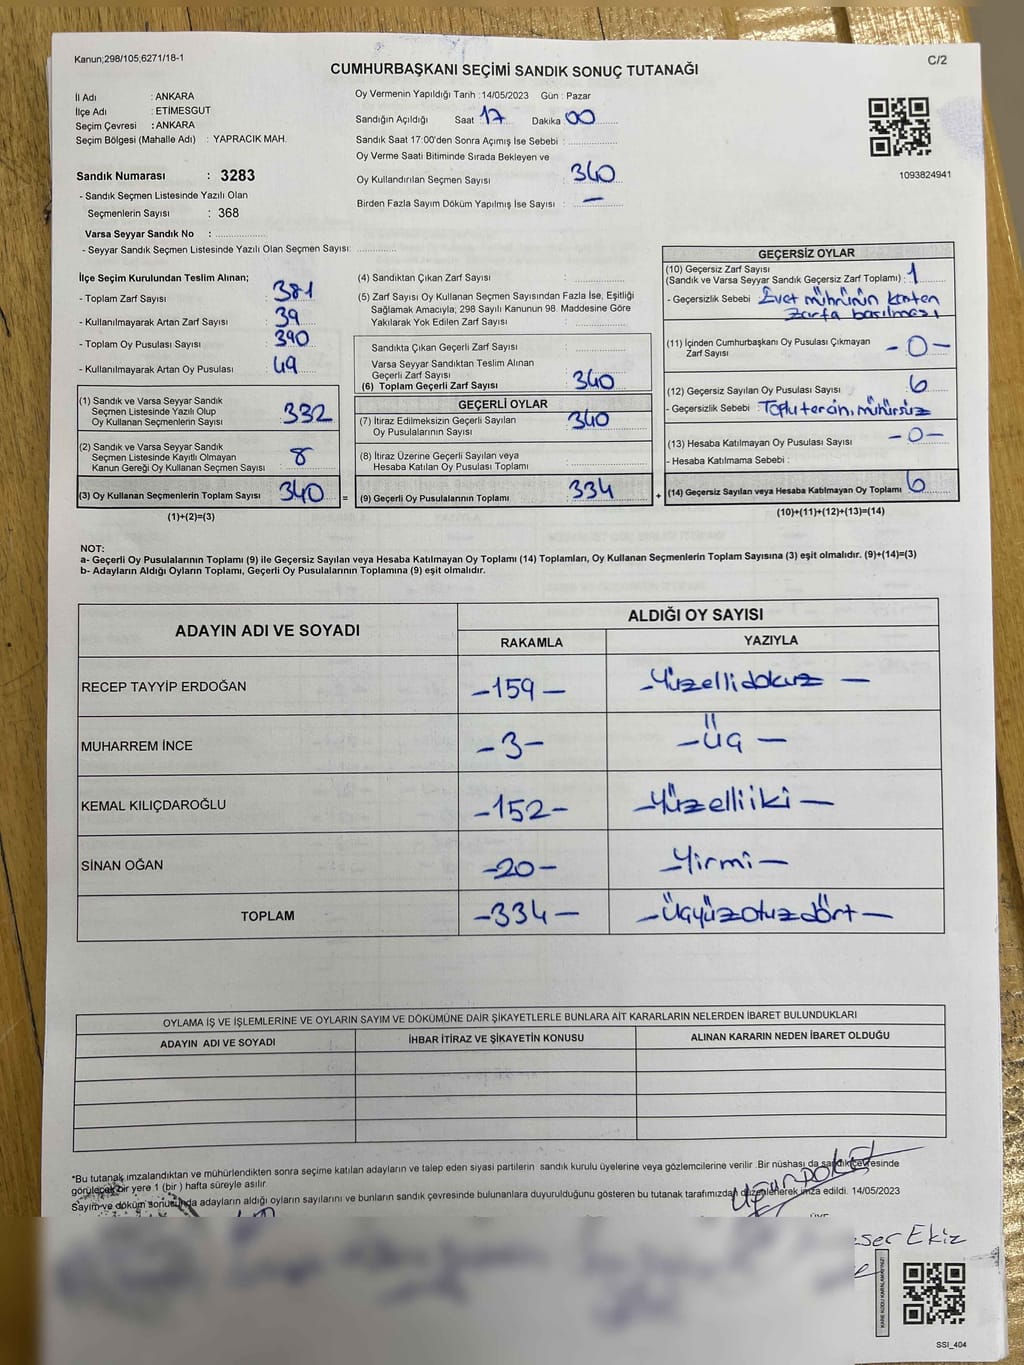 Kanun;298/105;6271/18-1
C/2
CUMHURBAŞKANI SEÇİMİ SANDIK SONUÇ TUTANAĞI
İl Adı : ANKARA
İlçe Adı : ETİMESGUT
Seçim Çevresi : ANKARA
Seçim Bölgesi (Mahalle Adı) : YAPRACIK MAH.
Sandık Numarası : 3283
- Sandık Seçmen Listesinde Yazılı Olan
Seçmenlerin Sayısı : 368
Varsa Seyyar Sandık No :
- Seyyar Sandık Seçmen Listesinde Yazılı Olan Seçmen Sayısı:
Oy Vermenin Yapıldığı Tarih :14/05/2023 Gün : Pazar
Sandığın Açıldığı Saat 17 Dakika 00
Sandık Saat 17:00'den Sonra Açımış İse Sebebi :
Oy Verme Saati Bitiminde Sırada Bekleyen ve
Oy Kullandırılan Seçmen Sayısı : 340
Birden Fazla Sayım Döküm Yapılmış İse Sayısı : —
1093824941
İlçe Seçim Kurulundan Teslim Alınan;
- Toplam Zarf Sayısı : 381
- Kullanılmayarak Artan Zarf Sayısı : 39
- Toplam Oy Pusulası Sayısı : 390
- Kullanılmayarak Artan Oy Pusulası : 49
(1) Sandık ve Varsa Seyyar Sandık
Seçmen Listesinde Yazılı Olup
Oy Kullanan Seçmenlerin Sayısı : 332
(2) Sandık ve Varsa Seyyar Sandık
Seçmen Listesinde Kayıtlı Olmayan
Kanun Gereği Oy Kullanan Seçmen Sayısı : 8
(3) Oy Kullanan Seçmenlerin Toplam Sayısı 340 =
(1)+(2)=(3)
(4) Sandıktan Çıkan Zarf Sayısı :
(5) Zarf Sayısı Oy Kullanan Seçmen Sayısından Fazla İse, Eşitliği
Sağlamak Amacıyla; 298 Sayılı Kanunun 98. Maddesine Göre
Yakılarak Yok Edilen Zarf Sayısı :
Sandıkta Çıkan Geçerli Zarf Sayısı :
Varsa Seyyar Sandıktan Teslim Alınan
Geçerli Zarf Sayısı :
(6) Toplam Geçerli Zarf Sayısı : 340
GEÇERLİ OYLAR
(7) İtiraz Edilmeksizin Geçerli Sayılan
Oy Pusulalarının Sayısı : 340
(8) İtiraz Üzerine Geçerli Sayılan veya
Hesaba Katılan Oy Pusulası Toplamı :
(9) Geçerli Oy Pusulalarının Toplamı : 334 +
GEÇERSİZ OYLAR
(10) Geçersiz Zarf Sayısı
(Sandık ve Varsa Seyyar Sandık Geçersiz Zarf Toplamı) : 1
- Geçersizlik Sebebi : Evet mührünün
zarfa basılması
(11) İçinden Cumhurbaşkanı Oy Pusulası Çıkmayan
Zarf Sayısı : -0-
(12) Geçersiz Sayılan Oy Pusulası Sayısı : 6
- Geçersizlik Sebebi : Toplu tercih, mühürsüz
(13) Hesaba Katılmayan Oy Pusulası Sayısı : -0-
- Hesaba Katılmama Sebebi :
(14) Geçersiz Sayılan veya Hesaba Katılmayan Oy Toplamı : 6
(10)+(11)+(12)+(13)=(14)
NOT:
a- Geçerli Oy Pusulalarının Toplamı (9) ile Geçersiz Sayılan veya Hesaba Katılmayan Oy Toplamı (14) Toplamları, Oy Kullanan Seçmenlerin Toplam Sayısına (3) eşit olmalıdır. (9)+(14)=(3)
b- Adayların Aldığı Oyların Toplamı, Geçerli Oy Pusulalarının Toplamına (9) eşit olmalıdır.
ADAYIN ADI VE SOYADI
ALDIĞI OY SAYISI
RAKAMLA YAZIYLA
RECEP TAYYİP ERDOĞAN -159- -Yüzellidokuz-
MUHARREM İNCE -3- -Üç-
KEMAL KILIÇDAROĞLU -152- -Yüzelliiki-
SİNAN OĞAN -20- -Yirmi-
TOPLAM -334- -Üçyüzotuzdört-
OYLAMA İŞ VE İŞLEMLERİNE VE OYLARIN SAYIM VE DÖKÜMÜNE DAİR ŞİKAYETLERLE BUNLARA AİT KARARLARIN NELERDEN İBARET BULUNDUKLARI
ADAYIN ADI VE SOYADI İHBAR İTİRAZ VE ŞİKAYETİN KONUSU ALINAN KARARIN NEDEN İBARET OLDUĞU
*Bu tutanak imzalandıktan ve mühürlendikten sonra seçime katılan adayların ve talep eden siyasi partilerin sandık kurulu üyelerine veya gözlemcilerine verilir .Bir nüshası da sandık çevresinde
görülecek bir yere 1 (bir ) hafta süreyle asılır.
Sayım ve döküm sonucunda adayların aldığı oyların sayılarını ve bunların sandık çevresinde bulunanlara duyurulduğunu gösteren bu tutanak tarafımızdan düzenlenerek imza edildi. 14/05/2023
Ekiz
SSI_404